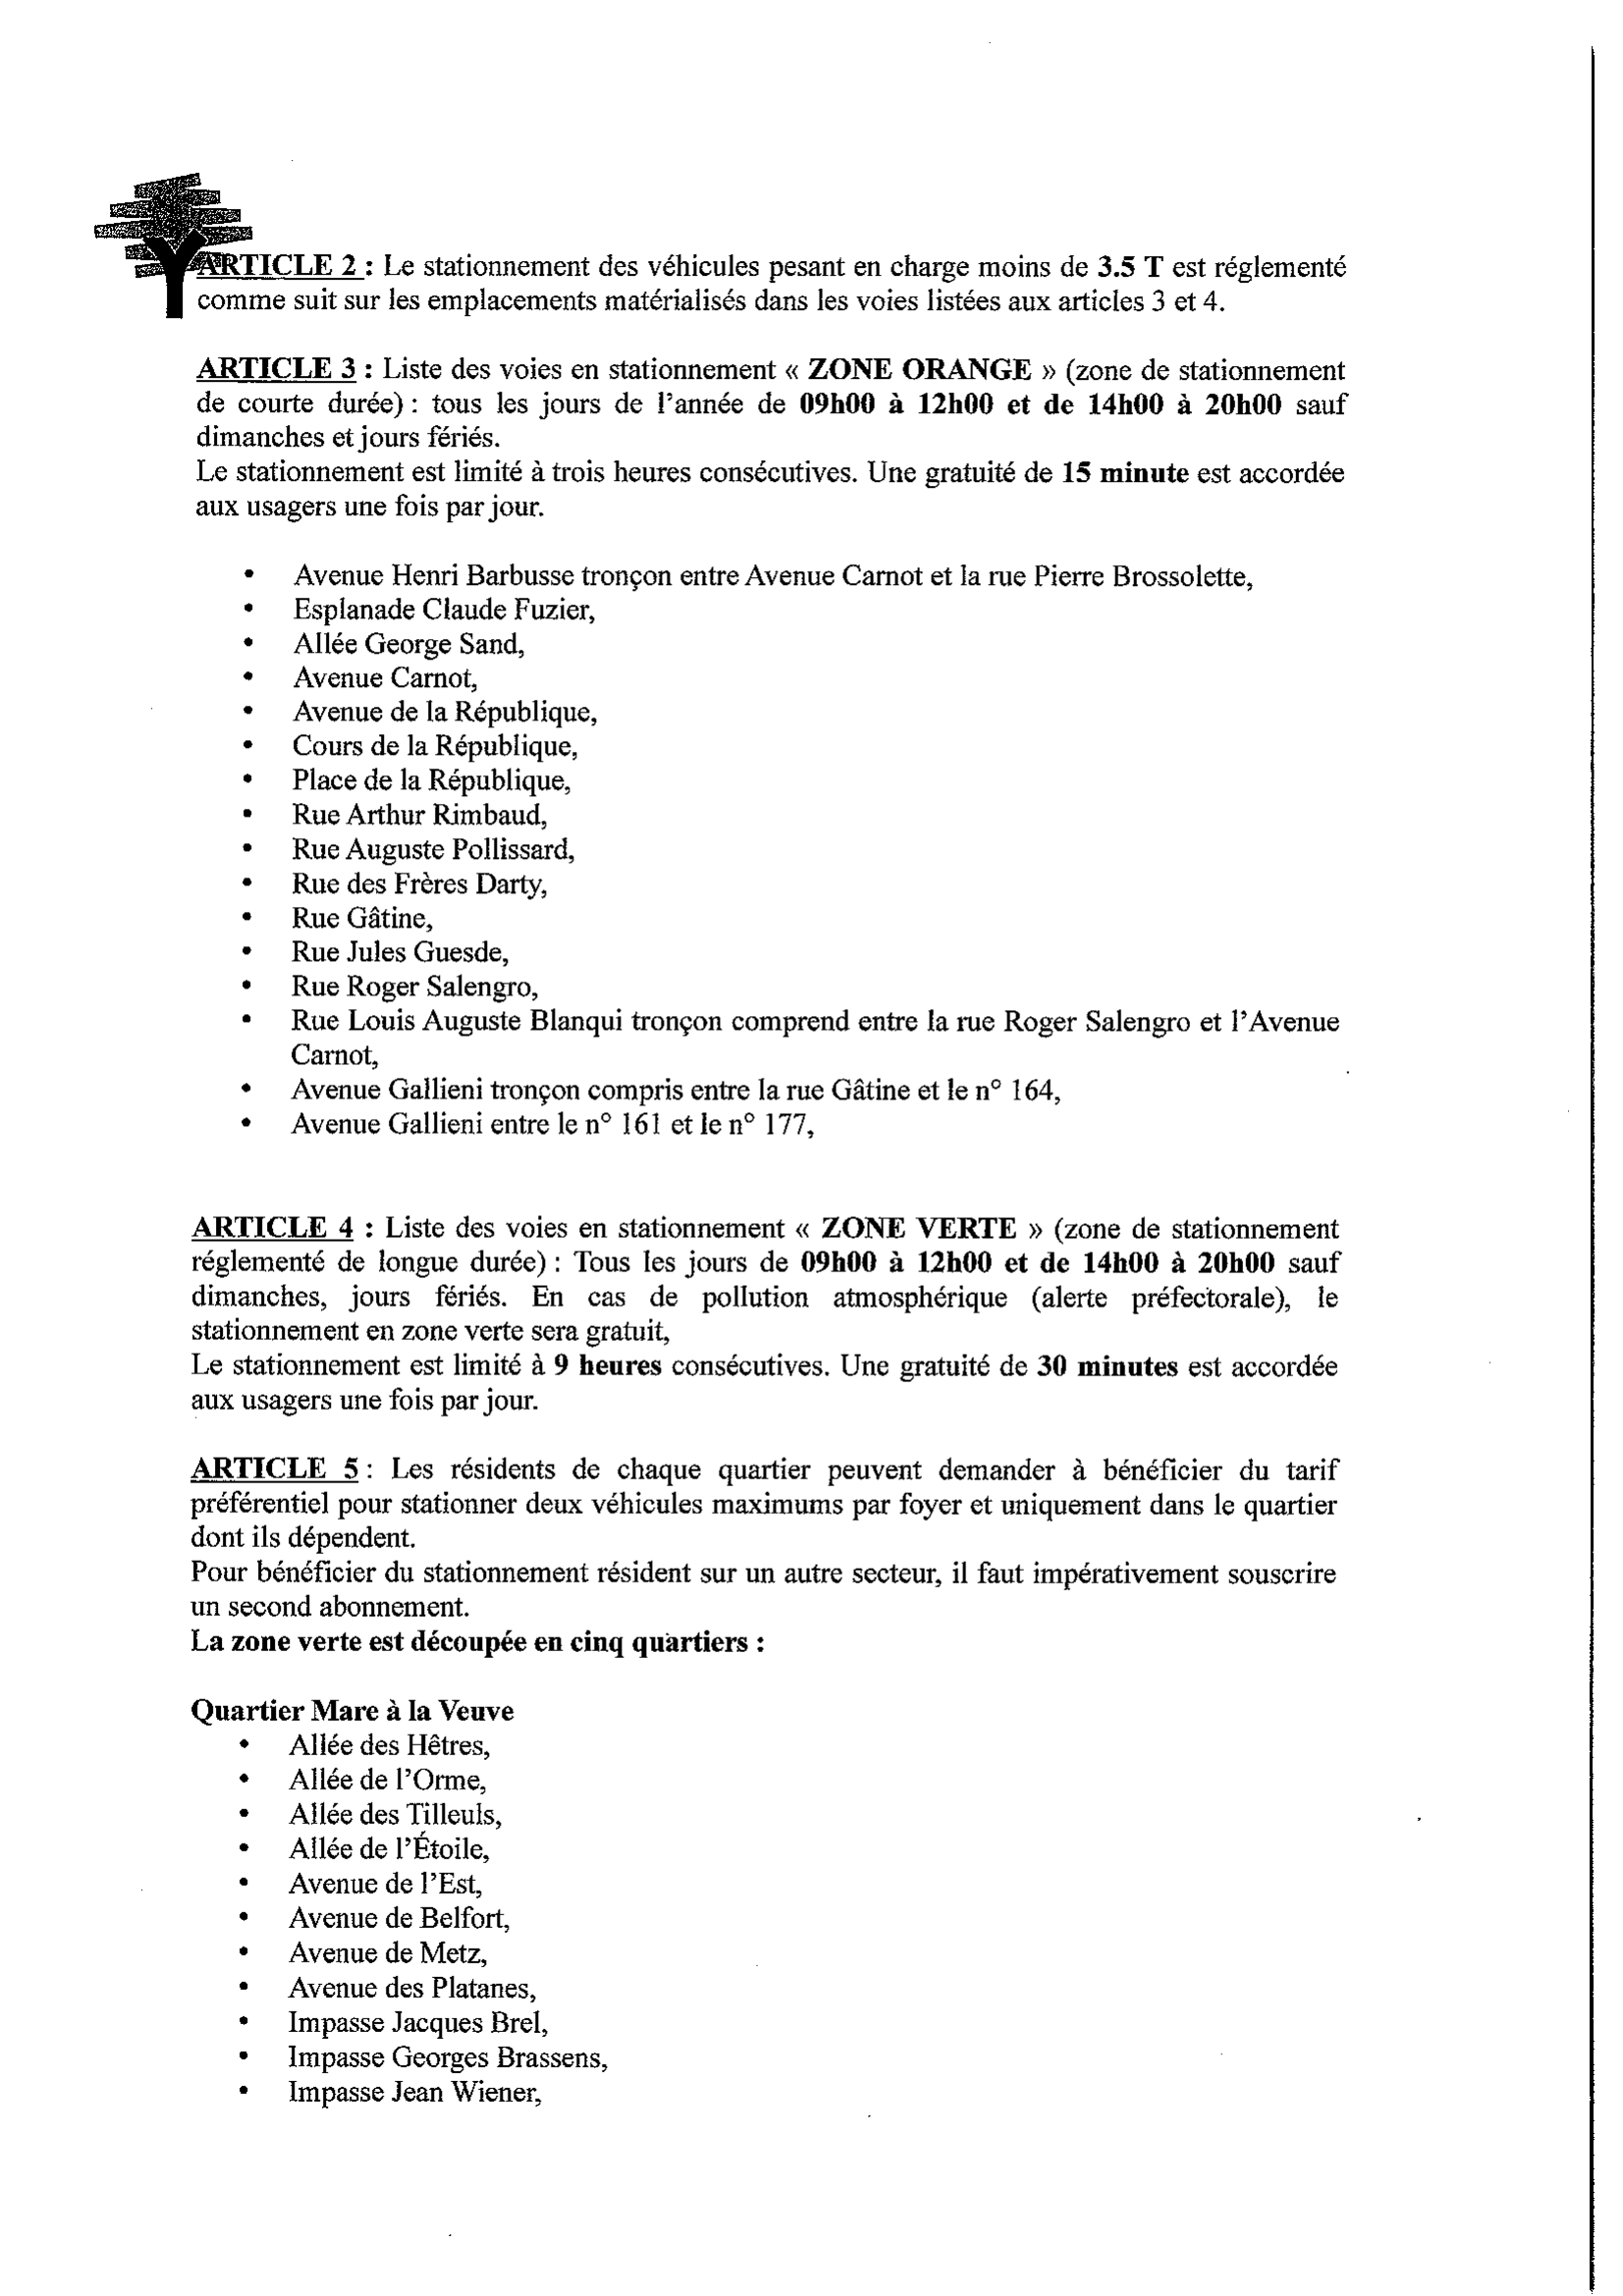 ARTICLE 2 : Le stationnement des véhicules pesant en charge moins de 3.5 T est réglementé
comme suit sur les emplacements matérialisés dans les voies listées aux articles 3 et 4.
ARTICLE 3 : Liste des voies en stationnement « ZONE ORANGE » (zone de stationnement
de courte durée) : tous les jours de l'année de 09h00 à 12h00 et de 14h00 à 20h00 sauf
dimanches et jours fériés.
Le stationnement est limité à trois heures consécutives. Une gratuité de 15 minute est accordée
aux usagers une fois par jour.
• Avenue Henri Barbusse tronçon entre Avenue Carnot et la rue Pierre Brossolette,
• Esplanade Claude Fuzier,
• Allée George Sand,
• Avenue Carnot,
• Avenue de la République,
• Cours de la République,
• Place de la République,
• Rue Arthur Rimbaud,
• Rue Auguste Pollissard,
• Rue des Frères Darty,
• Rue Gâtine,
• Rue Jules Guesde,
• Rue Roger Salengro,
• Rue Louis Auguste Blanqui tronçon comprend entre la rue Roger Salengro et l'Avenue
Carnot,
• Avenue Gallieni tronçon compris entre la rue Gâtine et le n° 164,
• Avenue Gallieni entre le n° 161 et le n° 177,
ARTICLE 4 : Liste des voies en stationnement « ZONE VERTE » (zone de stationnement
réglementé de longue durée) : Tous les jours de 09h00 à 12h00 et de 14h00 à 20h00 sauf
dimanches, jours fériés. En cas de pollution atmosphérique (alerte préfectorale), le
stationnement en zone verte sera gratuit,
Le stationnement est limité à 9 heures consécutives. Une gratuité de 30 minutes est accordée
aux usagers une fois par jour.
ARTICLE 5 : Les résidents de chaque quartier peuvent demander à bénéficier du tarif
préférentiel pour stationner deux véhicules maximums par foyer et uniquement dans le quartier
dont ils dépendent.
Pour bénéficier du stationnement résident sur un autre secteur, il faut impérativement souscrire
un second abonnement.
La zone verte est découpée en cinq quartiers :
Quartier Mare à la Veuve
• Allée des Hêtres,
• Allée de l'Orme,
• Allée des Tilleuls,
• Allée de l'Étoile,
• Avenue de l'Est,
• Avenue de Belfort,
• Avenue de Metz,
• Avenue des Platanes,
• Impasse Jacques Brel,
• Impasse Georges Brassens,
• Impasse Jean Wiener,